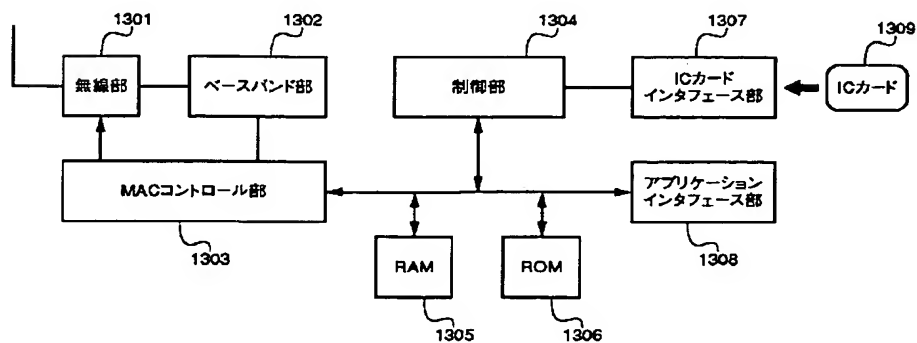 1301
1302
1304
1307
1309
無線部
ベースバンド部
制御部
ICカード
インタフェース部
ICカード
MACコントロール部
アプリケーション
インタフェース部
1303
RAM
ROM
1308
1305
1306